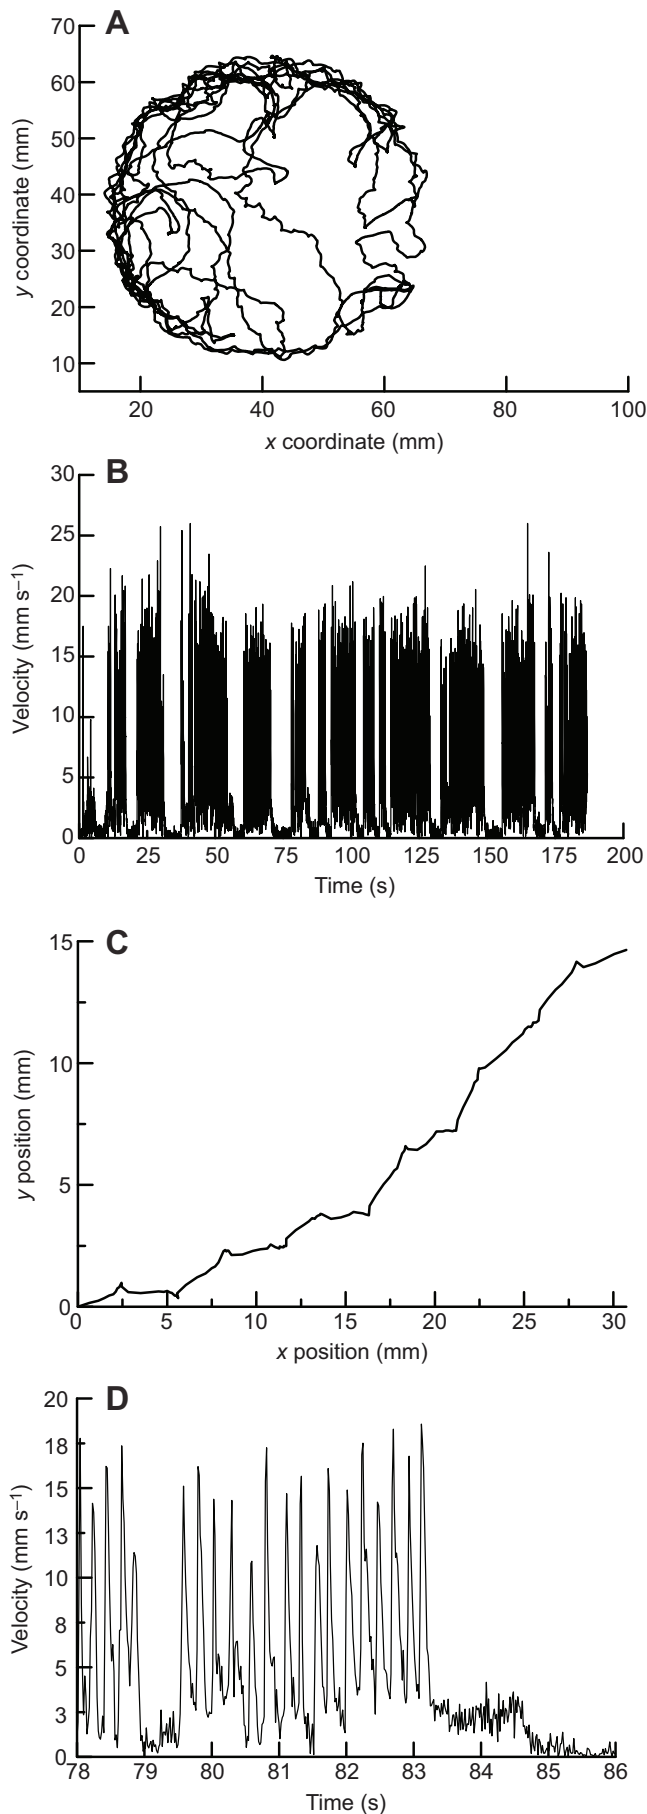 A
70
60
50
40
30
20
10
y coordinate (mm)
20 40 60 80 100
x coordinate (mm)
B
30
25
20
15
10
5
0
Velocity (mm s–1)
0 25 50 75 100 125 150 175 200
Time (s)
C
15
10
5
0
y position (mm)
0 5 10 15 20 25 30
x position (mm)
D
20
18
15
13
10
8
5
3
0
Velocity (mm s–1)
78 79 80 81 82 83 84 85 86
Time (s)